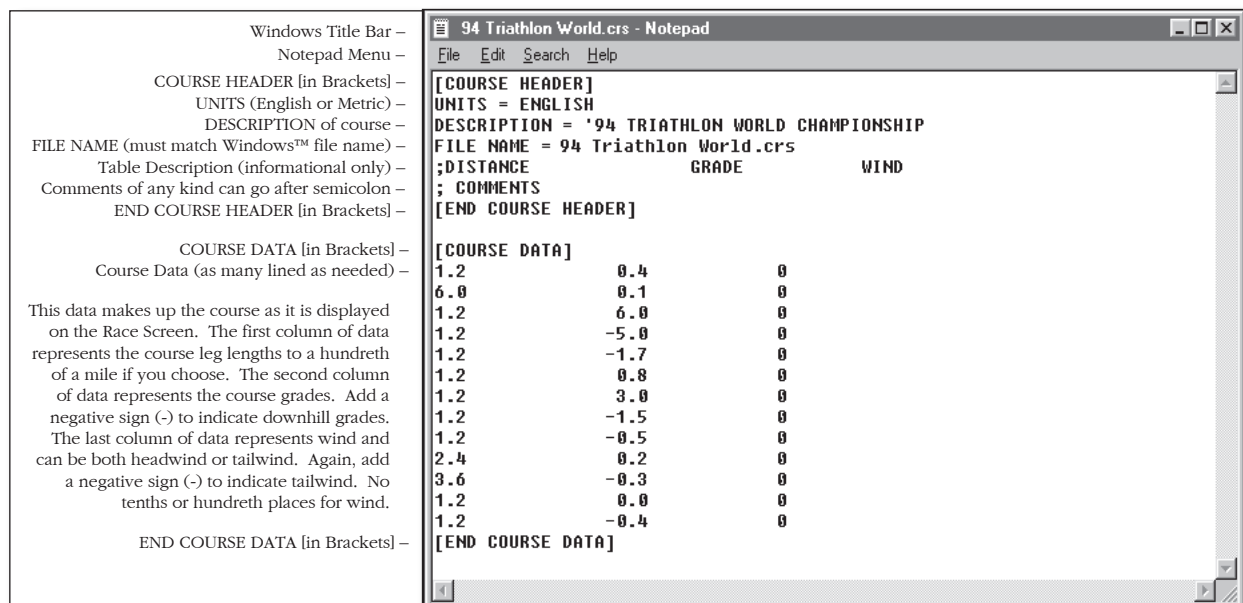 Windows Title Bar –
Notepad Menu –
COURSE HEADER [in Brackets] –
UNITS (English or Metric) –
DESCRIPTION of course –
FILE NAME (must match Windows™ file name) –
Table Description (informational only) –
Comments of any kind can go after semicolon –
END COURSE HEADER [in Brackets] –
COURSE DATA [in Brackets] –
Course Data (as many lined as needed) –
This data makes up the course as it is displayed
on the Race Screen. The first column of data
represents the course leg lengths to a hundreth
of a mile if you choose. The second column
of data represents the course grades. Add a
negative sign (-) to indicate downhill grades.
The last column of data represents wind and
can be both headwind or tailwind. Again, add
a negative sign (-) to indicate tailwind. No
tenths or hundreth places for wind.
END COURSE DATA [in Brackets] –
94 Triathlon World.crs - Notepad
File Edit Search Help
[COURSE HEADER]
UNITS = ENGLISH
DESCRIPTION = '94 TRIATHLON WORLD CHAMPIONSHIP
FILE NAME = 94 Triathlon World.crs
;DISTANCE GRADE WIND
; COMMENTS
[END COURSE HEADER]
[COURSE DATA]
1.2 0.4 0
6.0 0.1 0
1.2 6.0 0
1.2 -5.0 0
1.2 -1.7 0
1.2 0.8 0
1.2 3.0 0
1.2 -1.5 0
1.2 -0.5 0
2.4 0.2 0
3.6 -0.3 0
1.2 0.0 0
1.2 -0.4 0
[END COURSE DATA]